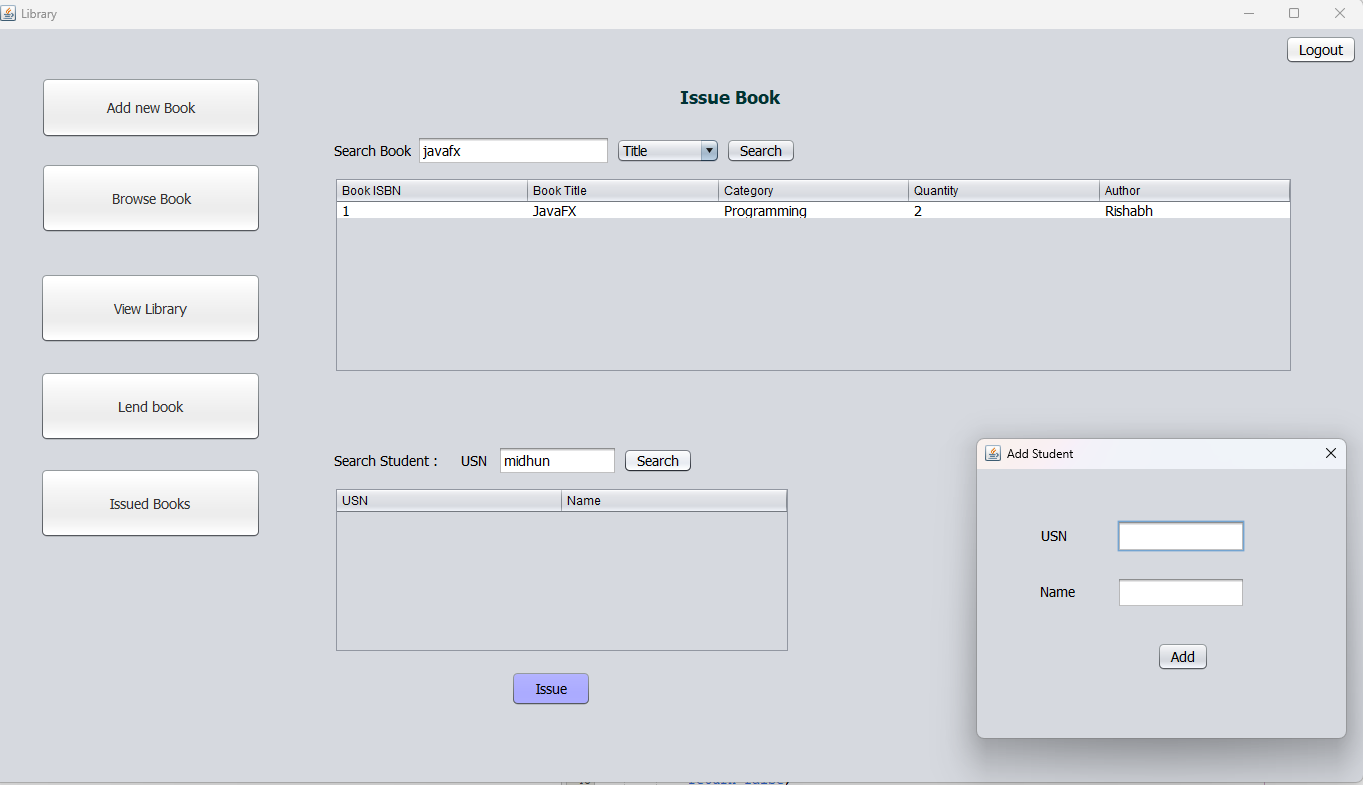 Library
Logout
Add new Book
Browse Book
View Library
Lend book
Issued Books
Issue Book
Search Book javafx Title Search
Book ISBN Book Title Category Quantity Author
1 JavaFX Programming 2 Rishabh
Search Student : USN midhun Search
USN Name
Issue
Add Student
USN
Name
Add